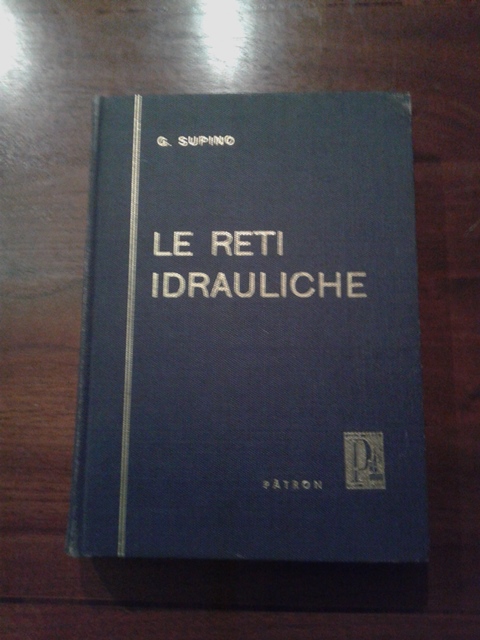 G. SUPINO
LE RETI
IDRAULICHE
PÀTRON